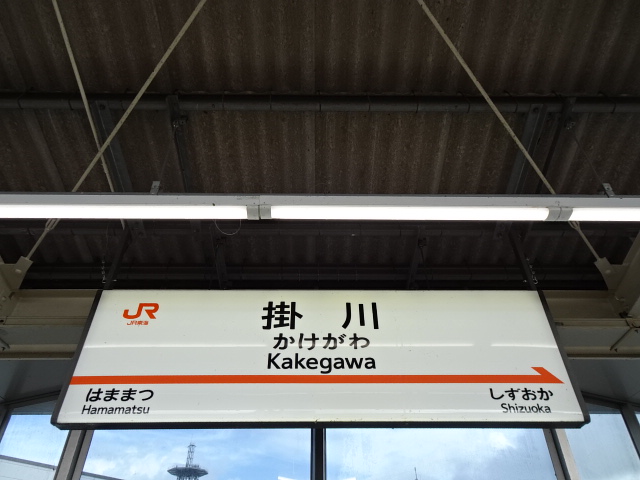 JR
JR東海
掛川
かけがわ
Kakegawa
はままつ
Hamamatsu
しずおか
Shizuoka